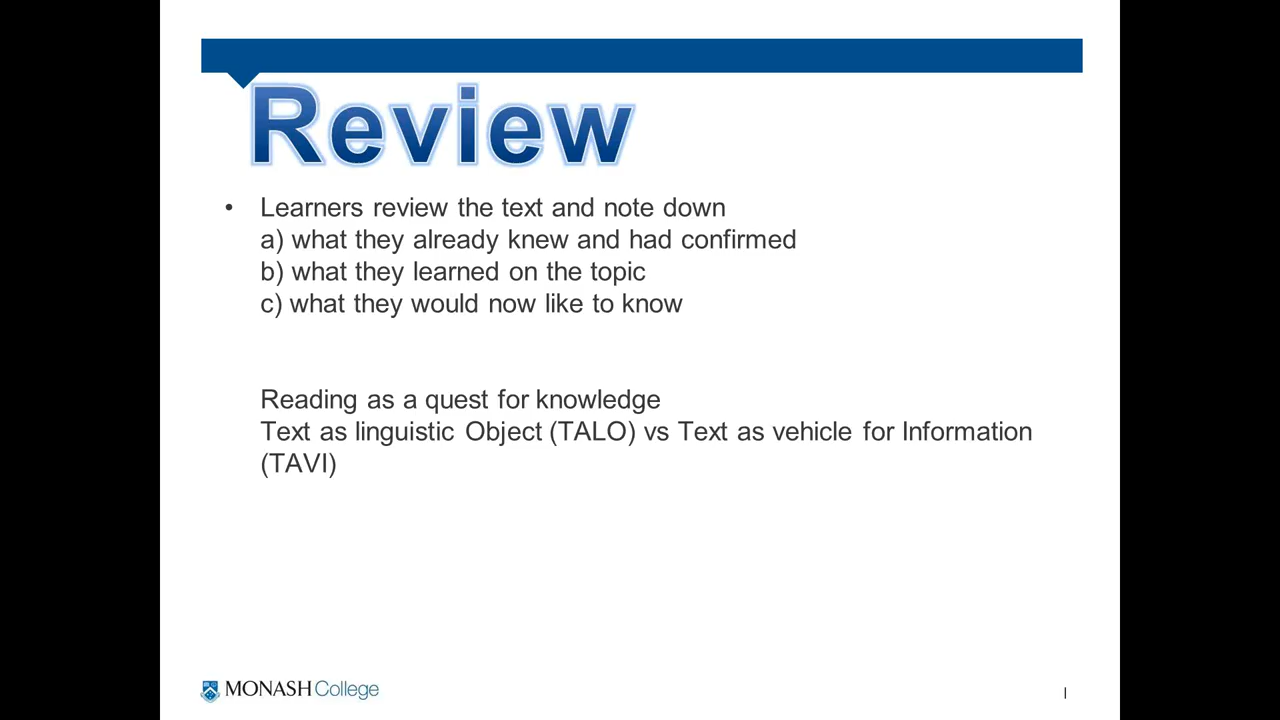 Review
• Learners review the text and note down
a) what they already knew and had confirmed
b) what they learned on the topic
c) what they would now like to know
Reading as a quest for knowledge
Text as linguistic Object (TALO) vs Text as vehicle for Information
(TAVI)
MONASH College
I